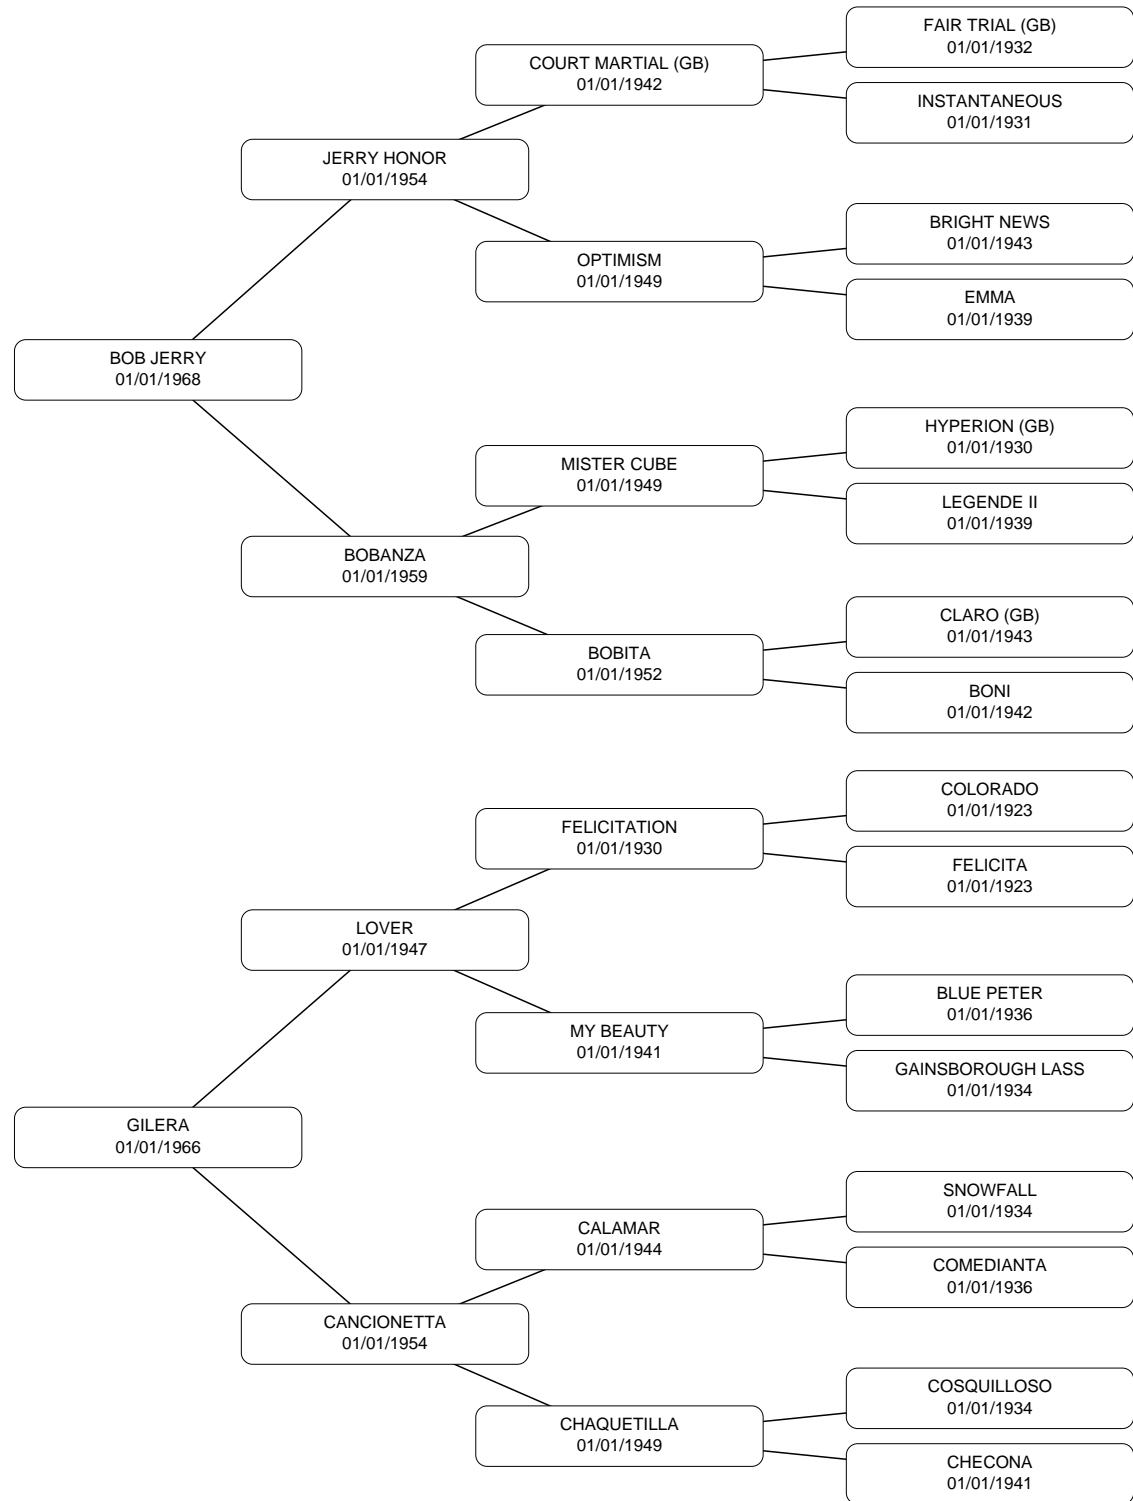 FAIR TRIAL (GB)
01/01/1932
COURT MARTIAL (GB)
01/01/1942
INSTANTANEOUS
01/01/1931
JERRY HONOR
01/01/1954
BRIGHT NEWS
01/01/1943
OPTIMISM
01/01/1949
EMMA
01/01/1939
BOB JERRY
01/01/1968
HYPERION (GB)
01/01/1930
MISTER CUBE
01/01/1949
LEGENDE II
01/01/1939
BOBANZA
01/01/1959
CLARO (GB)
01/01/1943
BOBITA
01/01/1952
BONI
01/01/1942
COLORADO
01/01/1923
FELICITATION
01/01/1930
FELICITA
01/01/1923
LOVER
01/01/1947
BLUE PETER
01/01/1936
MY BEAUTY
01/01/1941
GAINSBOROUGH LASS
01/01/1934
GILERA
01/01/1966
SNOWFALL
01/01/1934
CALAMAR
01/01/1944
COMEDIANTA
01/01/1936
CANCIONETTA
01/01/1954
COSQUILLOSO
01/01/1934
CHAQUETILLA
01/01/1949
CHECONA
01/01/1941